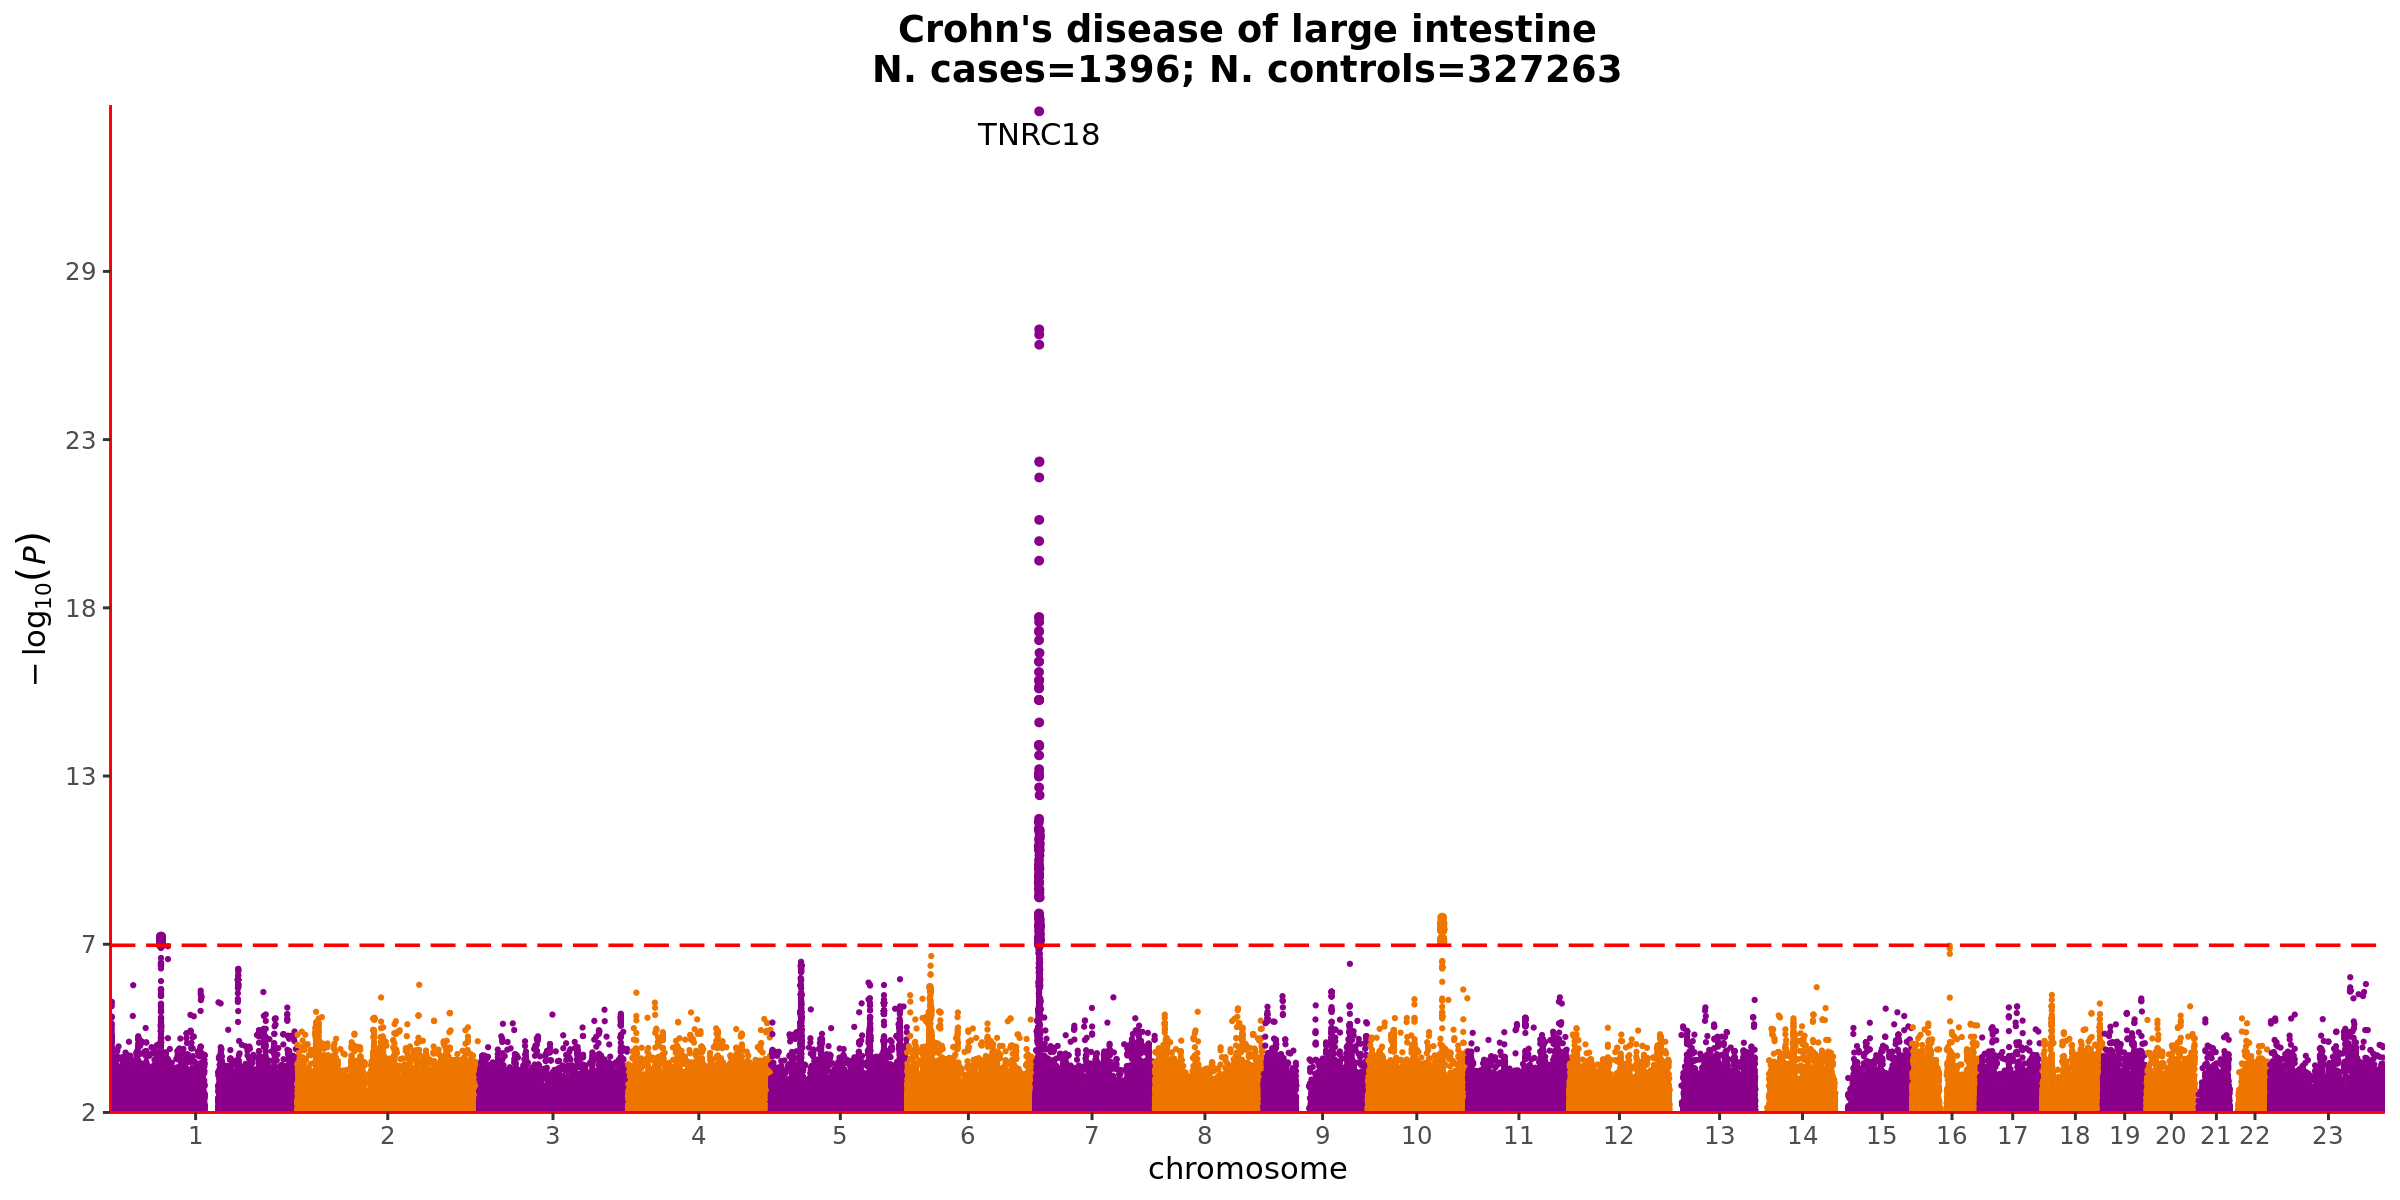 Crohn's disease of large intestine
N. cases=1396; N. controls=327263
TNRC18
29
23
18
13
7
2
−log10(P)
1 2 3 4 5 6 7 8 9 10 11 12 13 14 15 16 17 18 19 20 21 22 23
chromosome